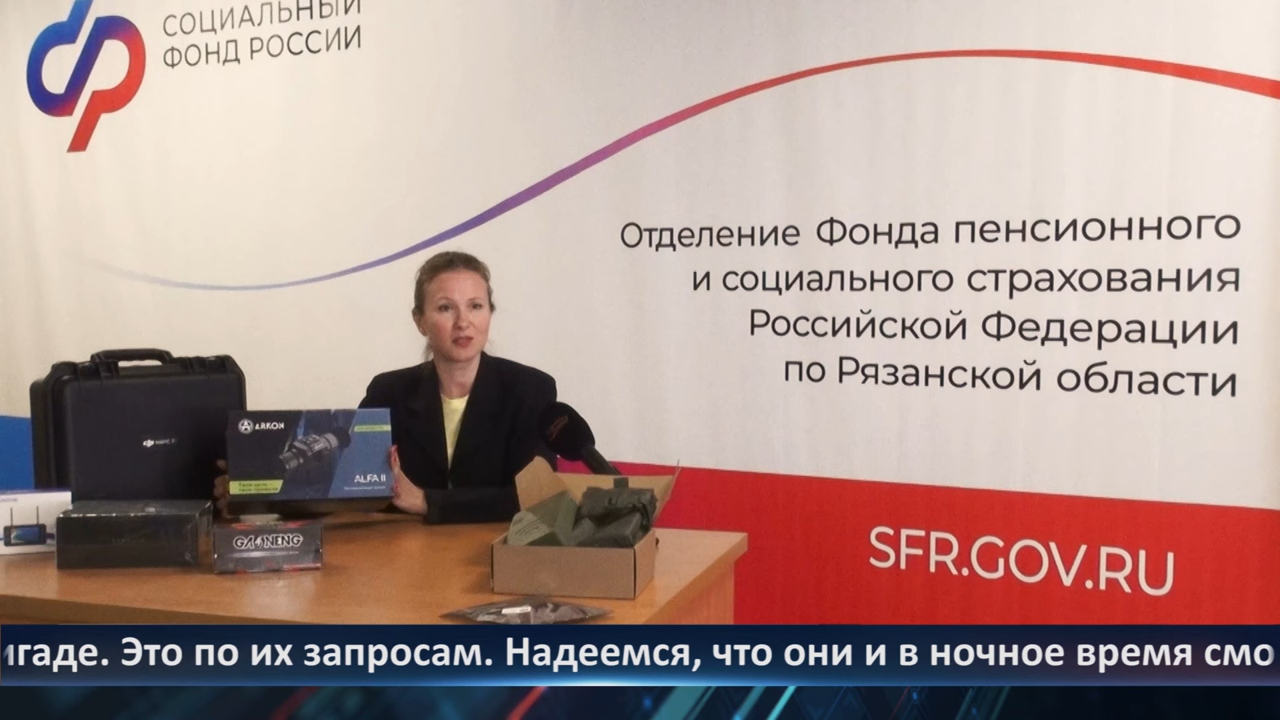 СОЦИАЛЬНЫЙ
ФОНД РОССИИ
Отделение Фонда пенсионного
и социального страхования
Российской Федерации
по Рязанской области
SFR.GOV.RU
ARKON
ALFA II
dji
GAONENG
игаде. Это по их запросам. Надеемся, что они и в ночное время смо